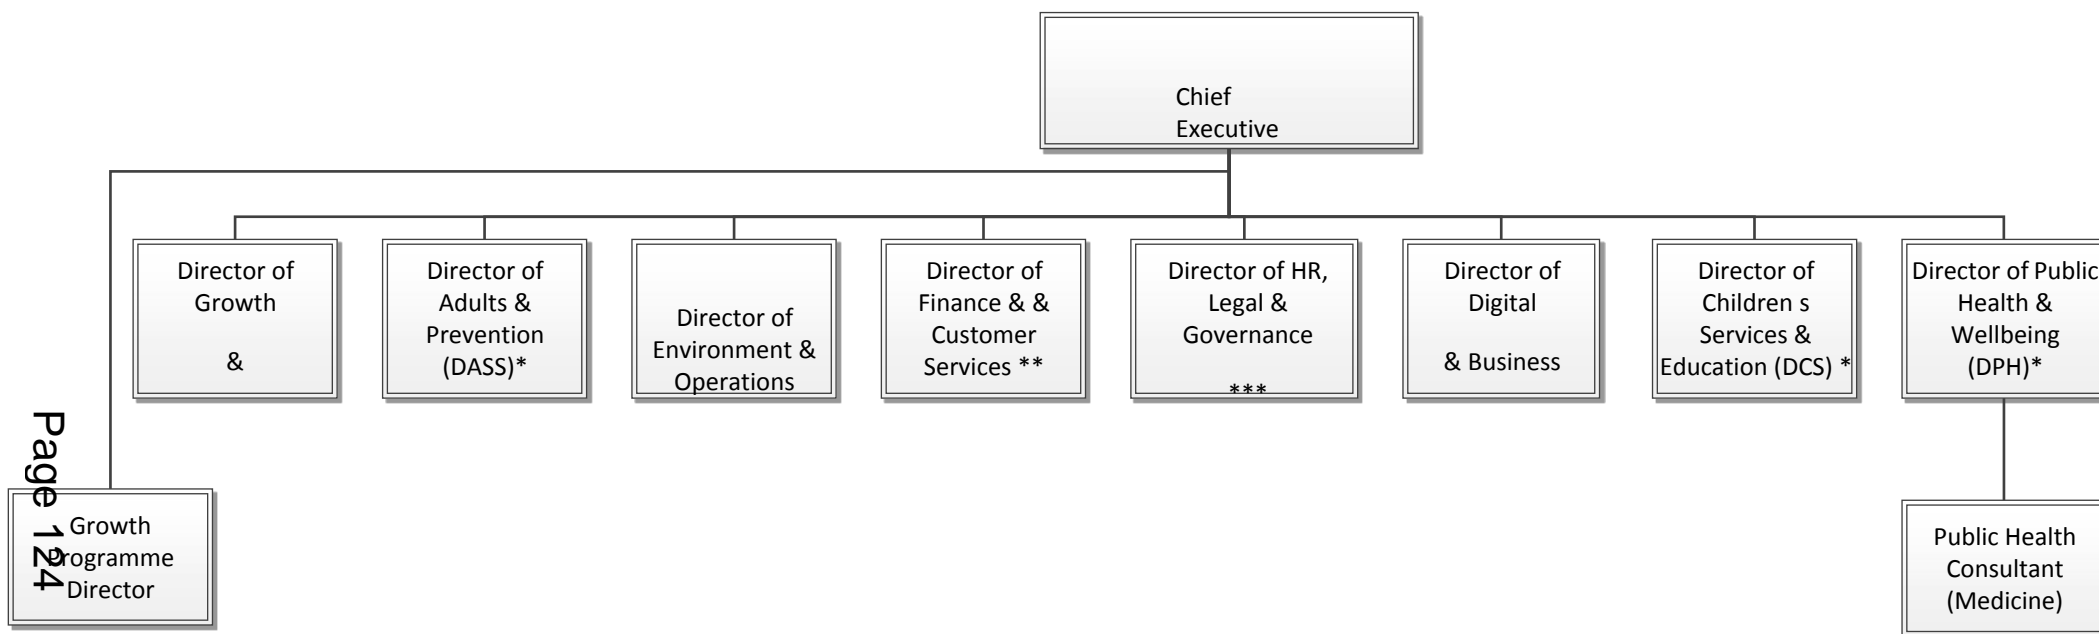 Chief
Executive
Director of
Growth
&
Director of
Adults &
Prevention
(DASS)*
Director of
Environment &
Operations
Director of
Finance & &
Customer
Services **
Director of HR,
Legal &
Governance
***
Director of
Digital
& Business
Director of
Children s
Services &
Education (DCS) *
Director of Public
Health &
Wellbeing
(DPH)*
Page 124
Growth
Programme
Director
Public Health
Consultant
(Medicine)